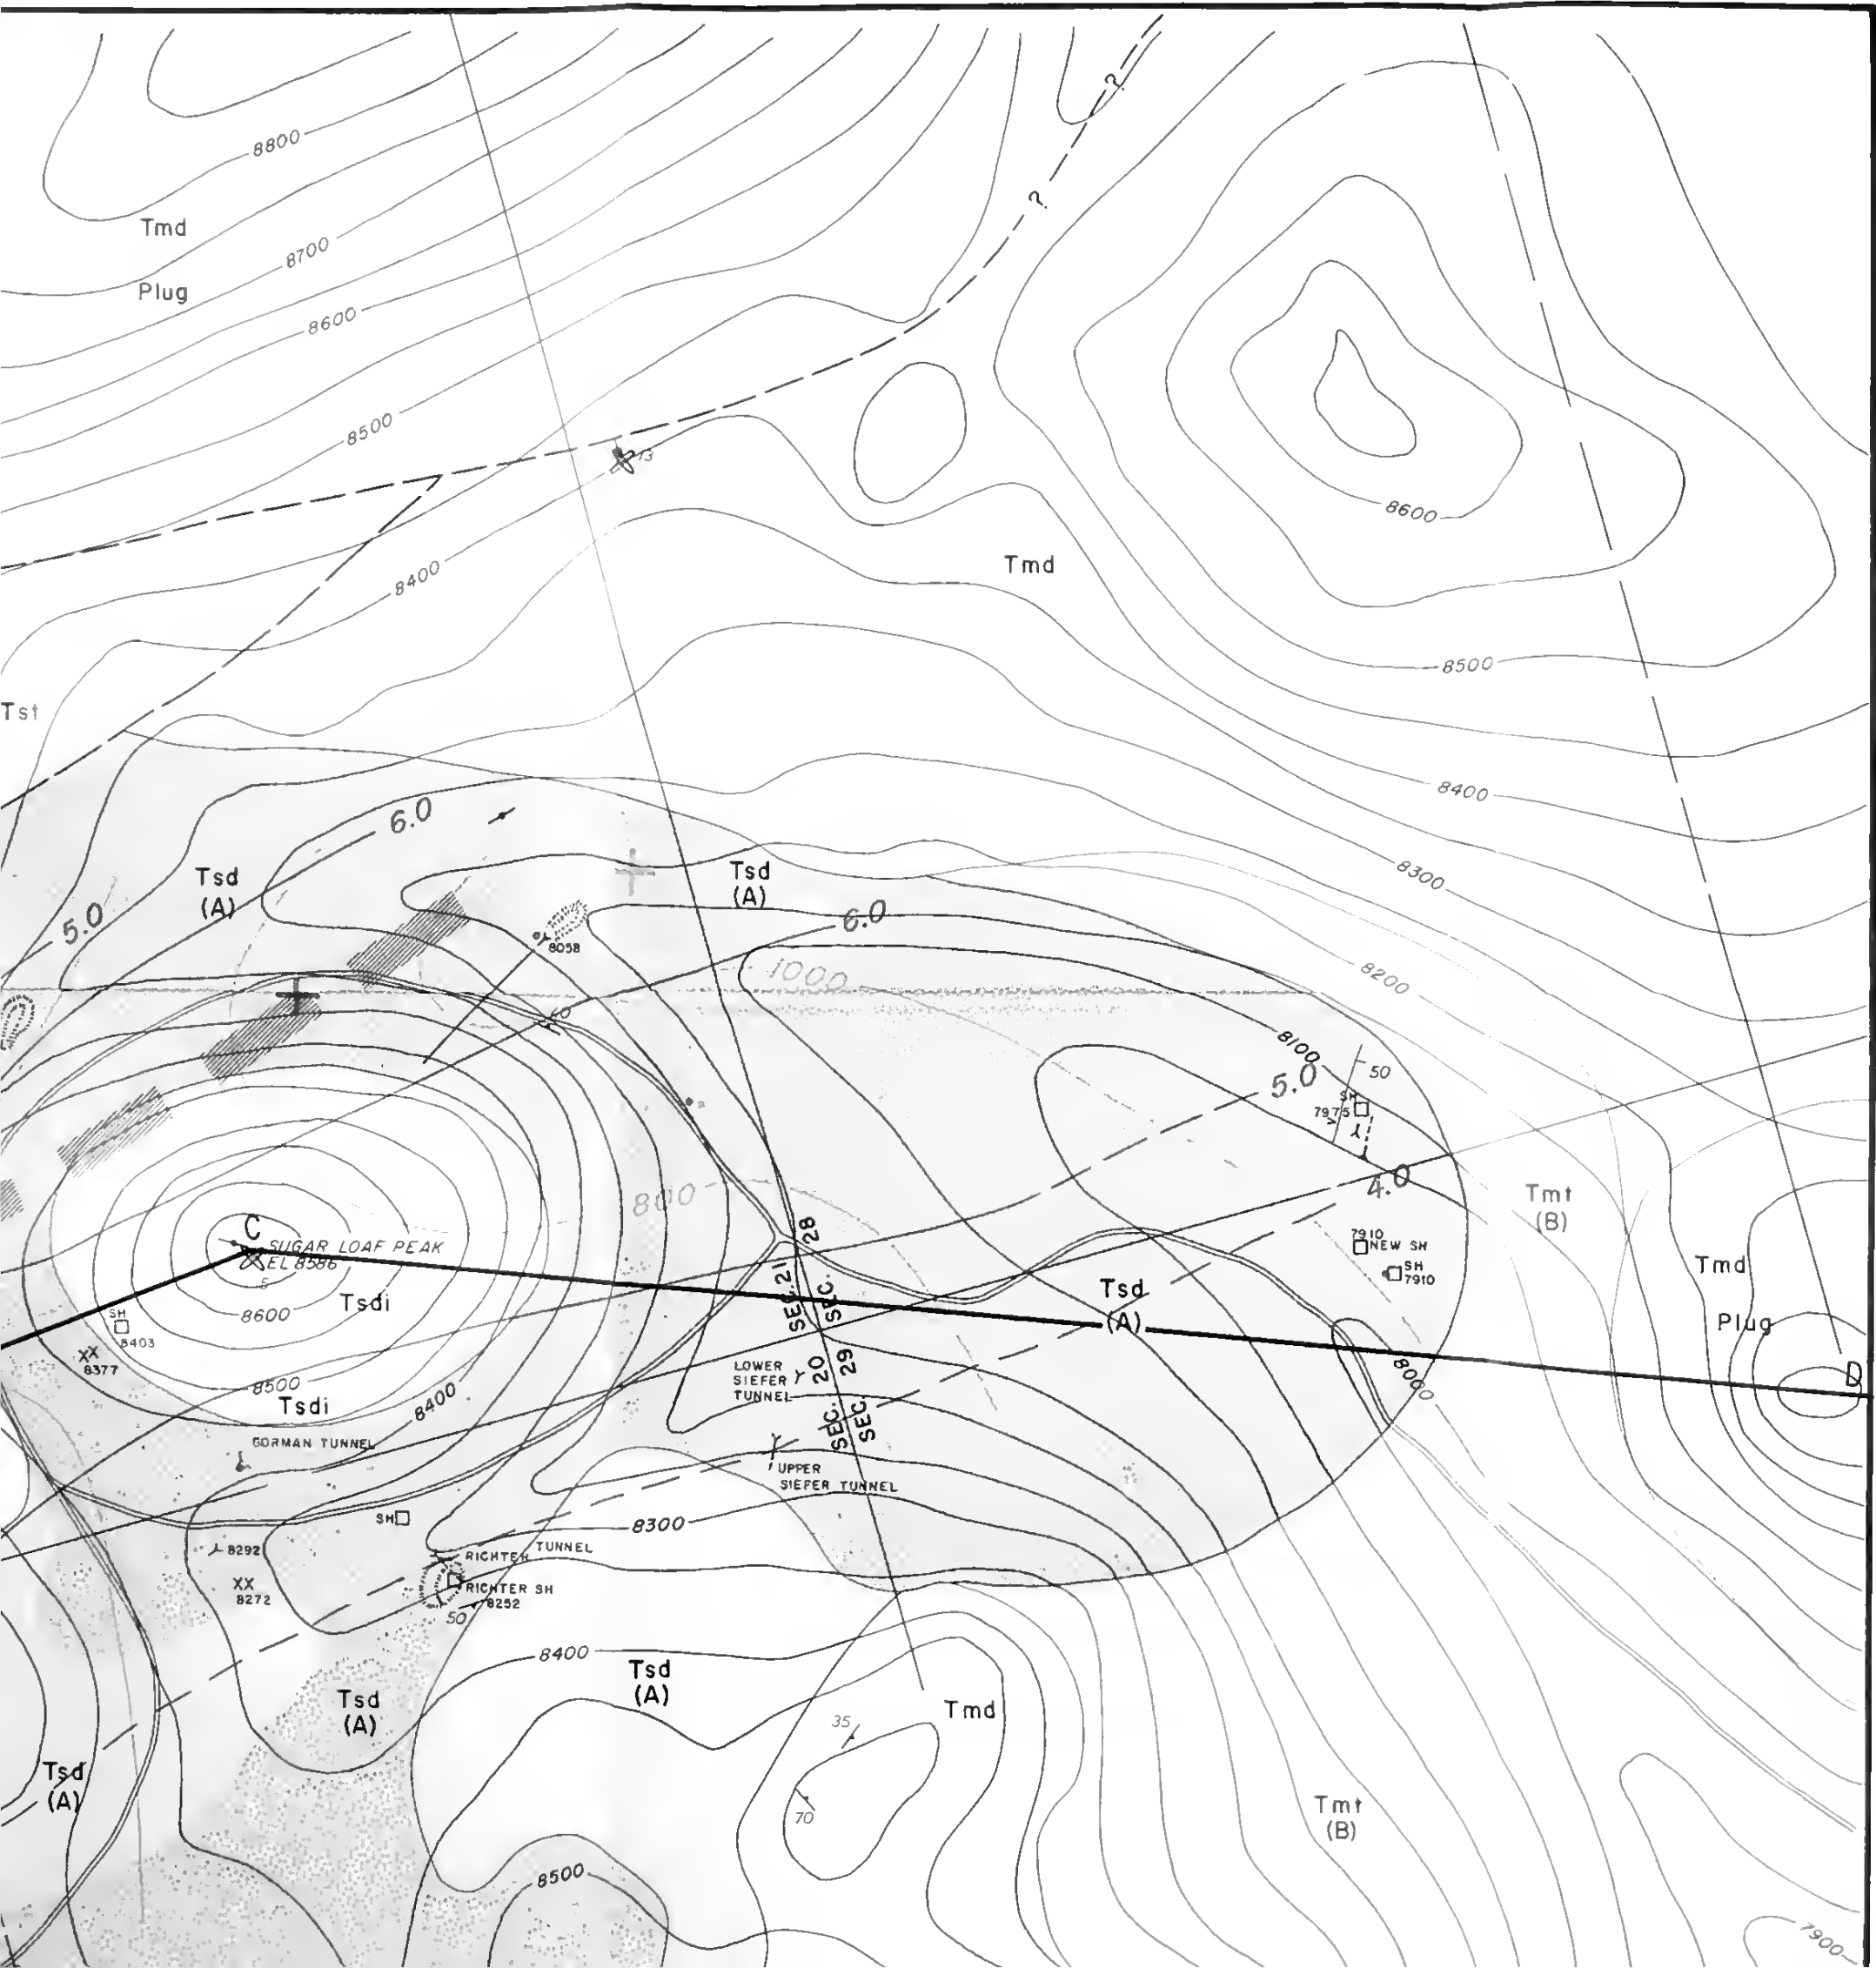 ?
8800
?
Tmd
8700
Plug
8600
8500
13
8600
Tmd
8400
8500
Tst
8400
6.0
Tsd
(A)
Tsd
(A)
8300
5.0
6.0
8058
1000
8200
8100
50
5.0
SH
7975
4.0
800
Tmt
(B)
C
SUGAR LOAF PEAK
EL 8586
28
7910
NEW SH
SH
7910
SEC. 21
SEC.
Tsd
(A)
Tmd
Plug
8600
Tsdi
SH
8403
XX
8377
LOWER
SIEFER
TUNNEL
20
29
8000
D
8500
Tsdi
8400
SEC.
SEC.
GORMAN TUNNEL
UPPER
SIEFER TUNNEL
SH
8300
8292
RICHTER TUNNEL
XX
8272
RICHTER SH
8252
50
8400
Tsd
(A)
Tsd
(A)
Tmd
35
Tsd
(A)
70
Tmt
(B)
8500
7900